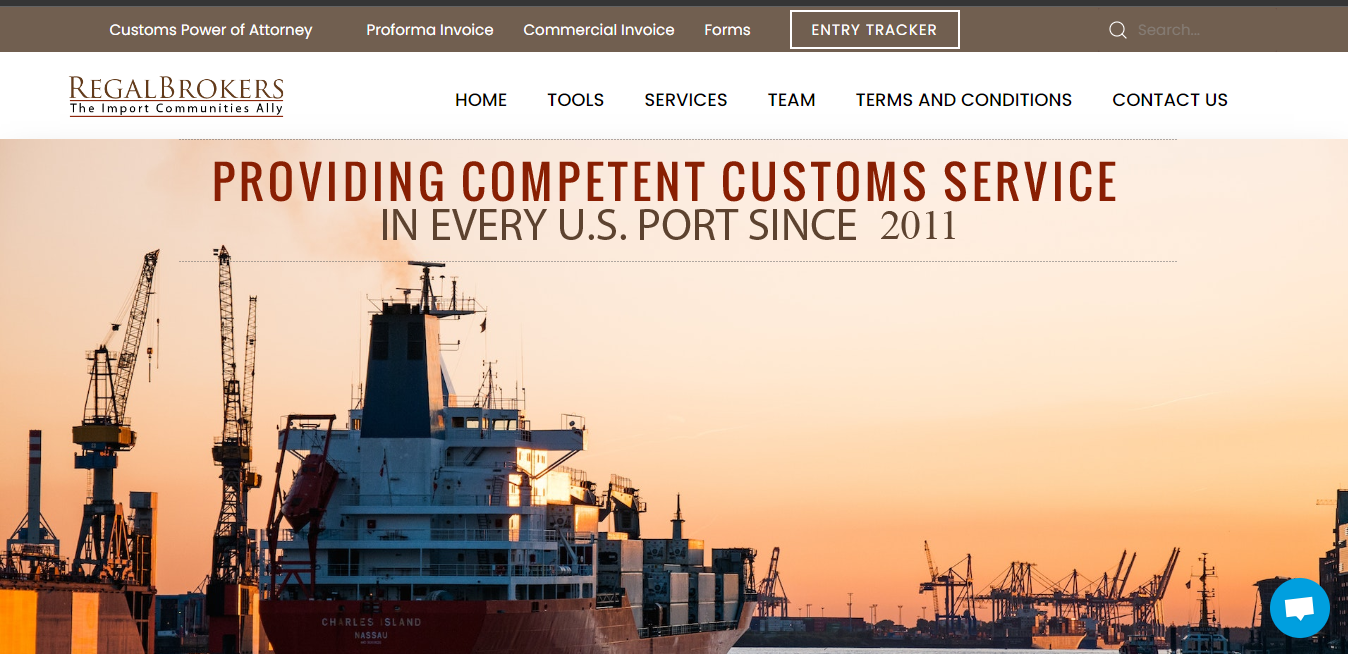 Customs Power of Attorney Proforma Invoice Commercial Invoice Forms ENTRY TRACKER Search...
REGALBROKERS
The Import Communities Ally
HOME TOOLS SERVICES TEAM TERMS AND CONDITIONS CONTACT US
PROVIDING COMPETENT CUSTOMS SERVICE
IN EVERY U.S. PORT SINCE 2011
CHARLES ISLAND
NASSAU